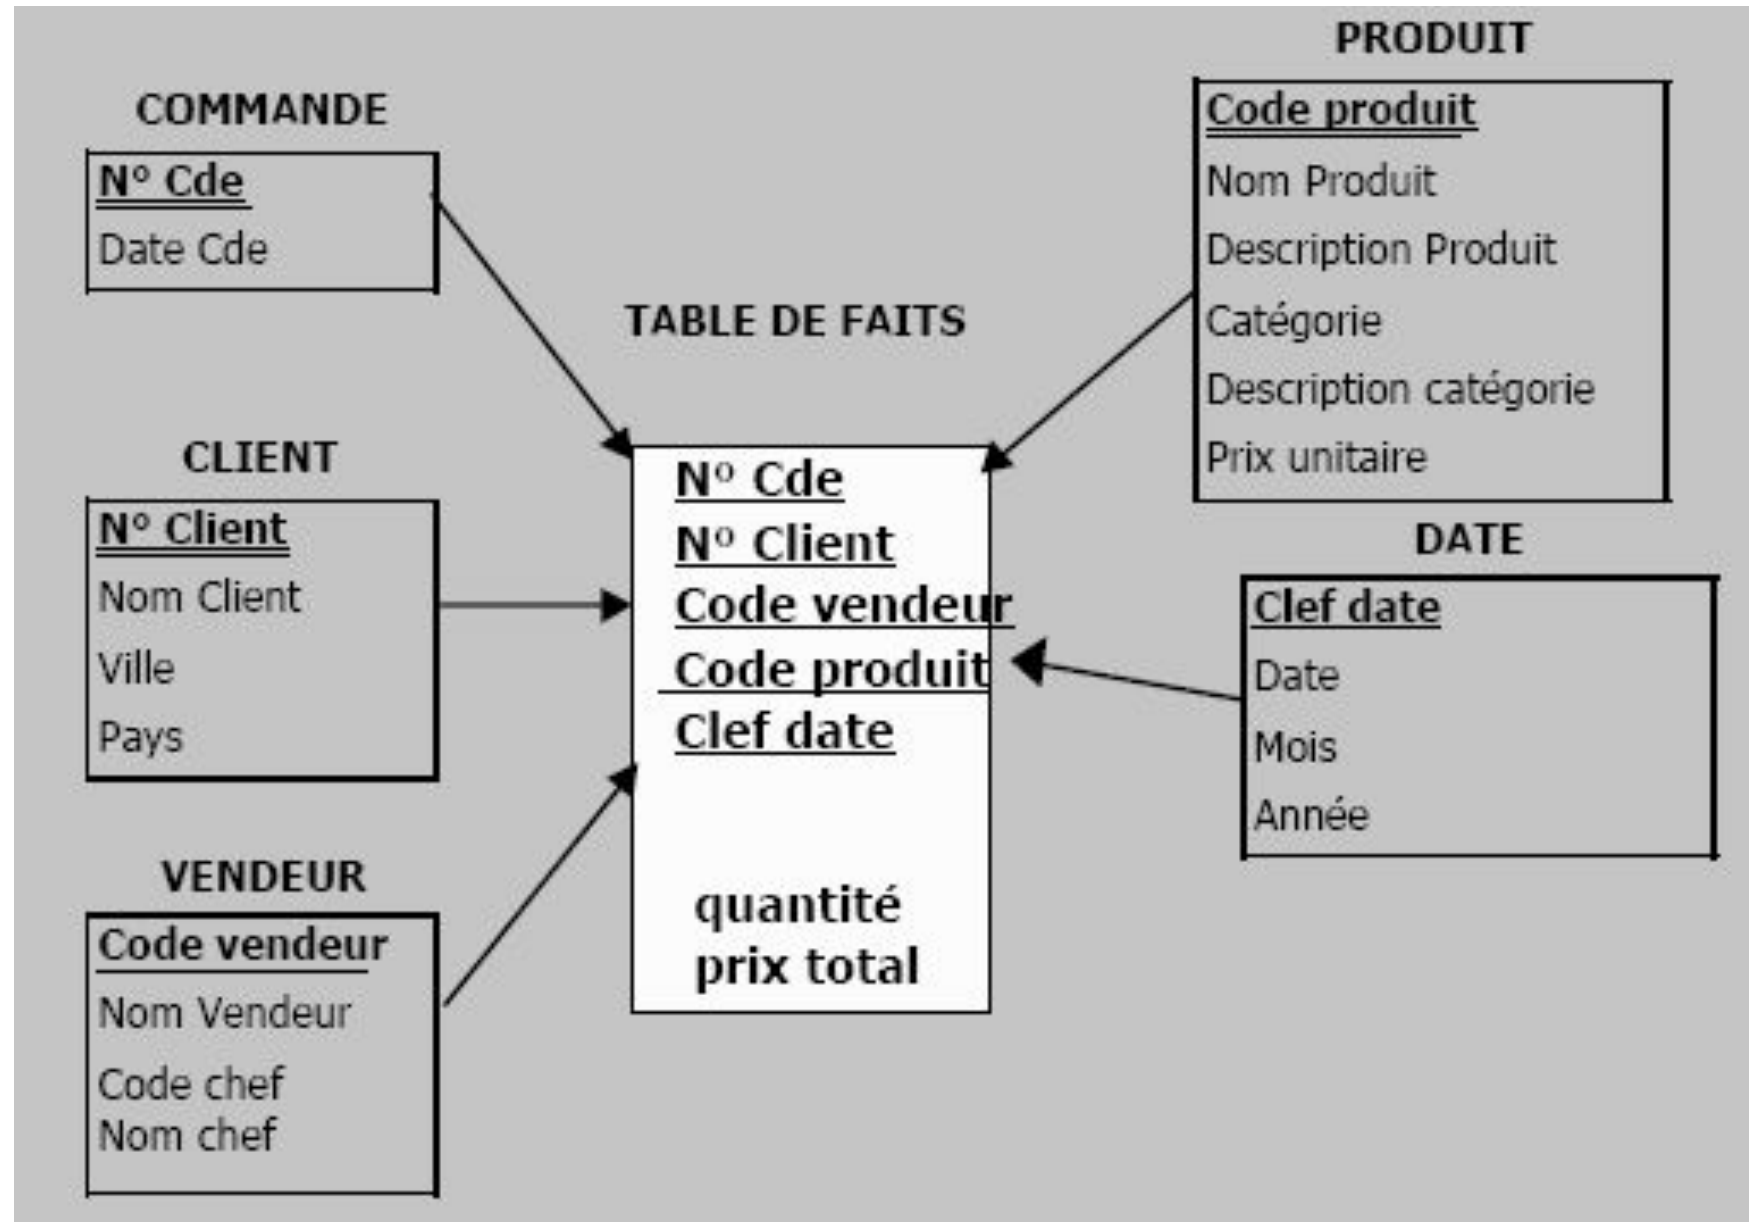 COMMANDE
N° Cde
Date Cde
CLIENT
N° Client
Nom Client
Ville
Pays
VENDEUR
Code vendeur
Nom Vendeur
Code chef
Nom chef
TABLE DE FAITS
Nº Cde
Nº Client
Code vendeur
Code produit
Clef date
quantité
prix total
PRODUIT
Code produit
Nom Produit
Description Produit
Catégorie
Description catégorie
Prix unitaire
DATE
Clef date
Date
Mois
Année